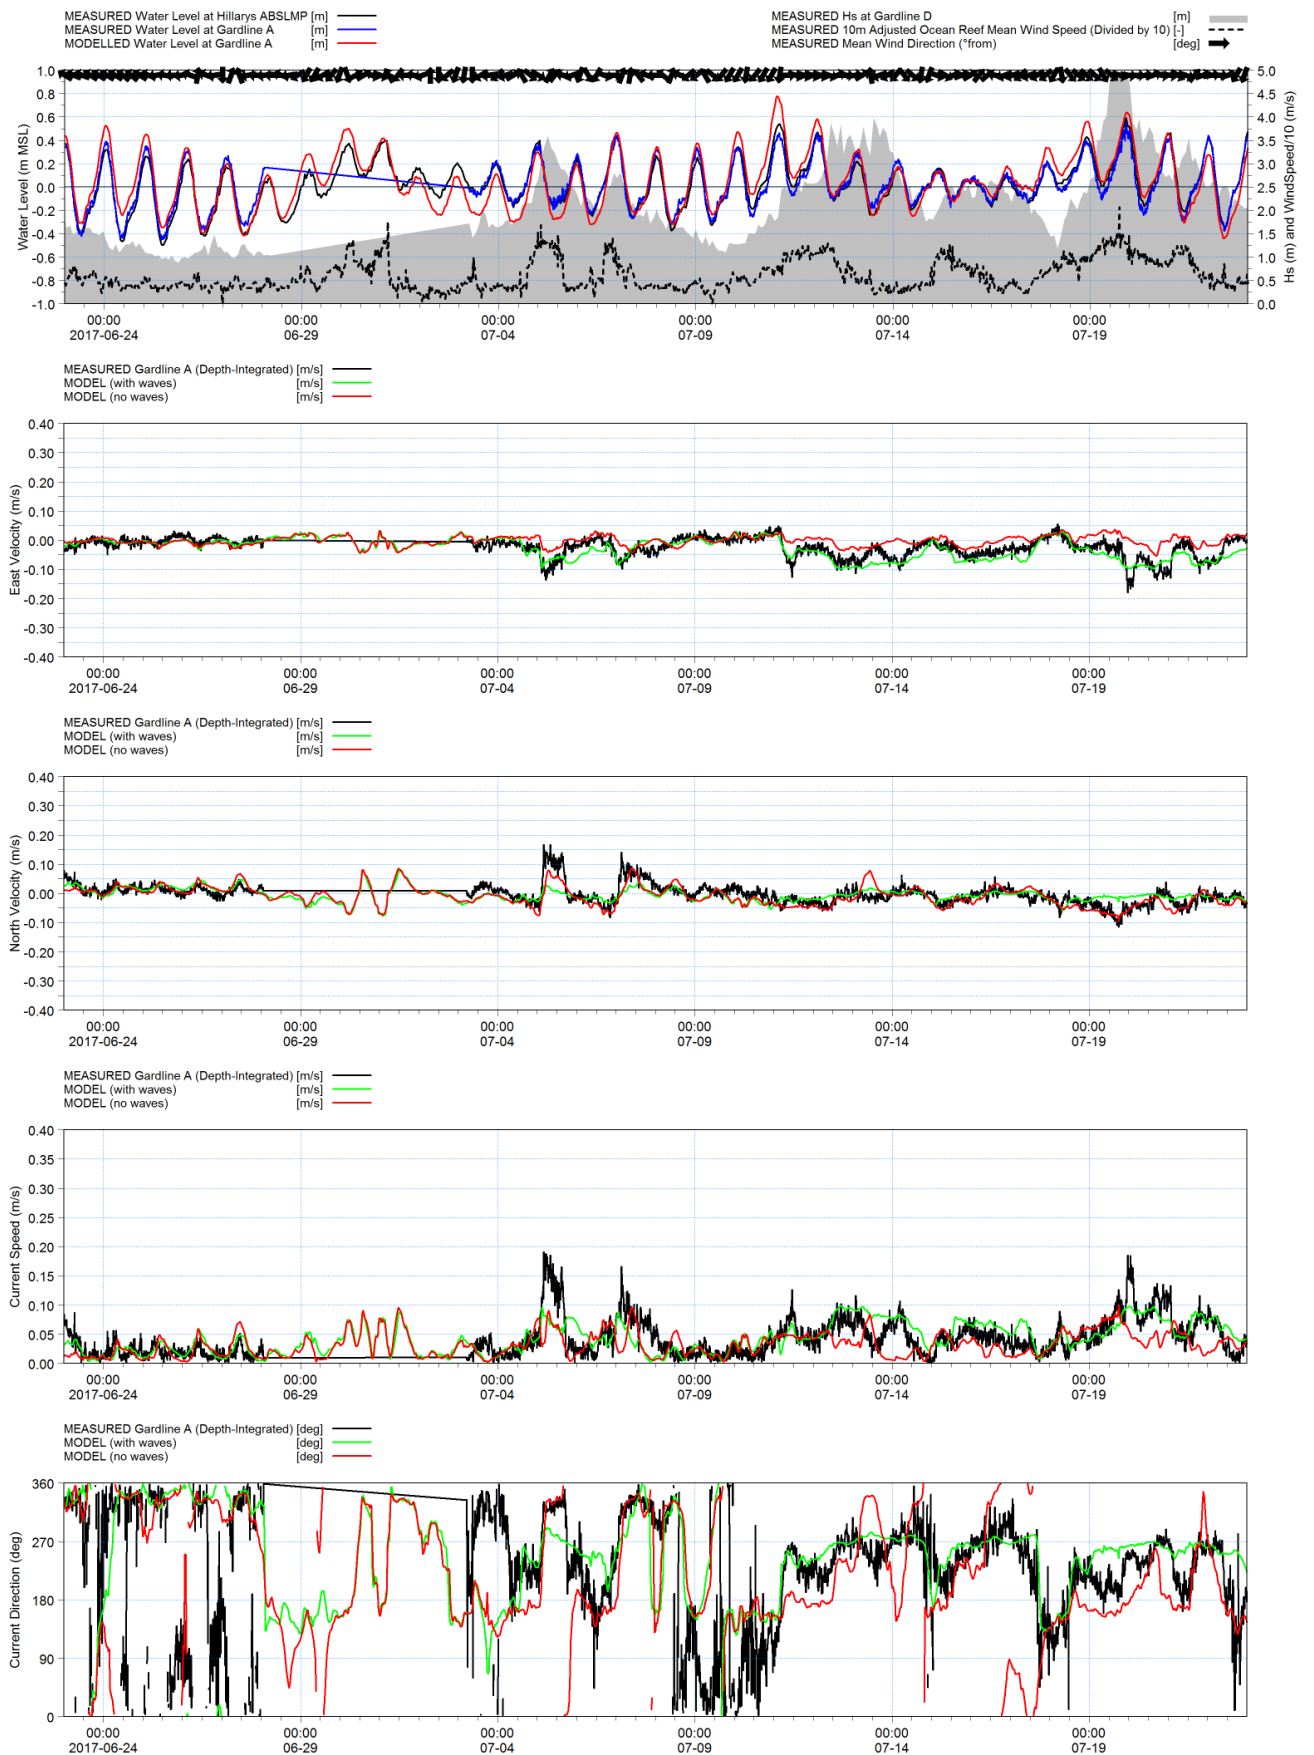 MEASURED Water Level at Hillarys ABSLMP [m]
MEASURED Water Level at Gardline A [m]
MODELLED Water Level at Gardline A [m]
MEASURED Hs at Gardline D [m]
MEASURED 10m Adjusted Ocean Reef Mean Wind Speed (Divided by 10) [-]
MEASURED Mean Wind Direction (°from) [deg]
Water Level (m MSL)
1.0
0.8
0.6
0.4
0.2
0.0
-0.2
-0.4
-0.6
-0.8
-1.0
5.0
4.5
4.0
3.5
3.0
2.5
2.0
1.5
1.0
0.5
0.0
Hs (m) and WindSpeed/10 (m/s)
00:00 00:00 00:00 00:00 00:00 00:00
2017-06-24 06-29 07-04 07-09 07-14 07-19
MEASURED Gardline A (Depth-Integrated) [m/s]
MODEL (with waves) [m/s]
MODEL (no waves) [m/s]
East Velocity (m/s)
0.40
0.30
0.20
0.10
0.00
-0.10
-0.20
-0.30
-0.40
00:00 00:00 00:00 00:00 00:00 00:00
2017-06-24 06-29 07-04 07-09 07-14 07-19
MEASURED Gardline A (Depth-Integrated) [m/s]
MODEL (with waves) [m/s]
MODEL (no waves) [m/s]
North Velocity (m/s)
0.40
0.30
0.20
0.10
0.00
-0.10
-0.20
-0.30
-0.40
00:00 00:00 00:00 00:00 00:00 00:00
2017-06-24 06-29 07-04 07-09 07-14 07-19
MEASURED Gardline A (Depth-Integrated) [m/s]
MODEL (with waves) [m/s]
MODEL (no waves) [m/s]
Current Speed (m/s)
0.40
0.35
0.30
0.25
0.20
0.15
0.10
0.05
0.00
00:00 00:00 00:00 00:00 00:00 00:00
2017-06-24 06-29 07-04 07-09 07-14 07-19
MEASURED Gardline A (Depth-Integrated) [deg]
MODEL (with waves) [deg]
MODEL (no waves) [deg]
Current Direction (deg)
360
270
180
90
0
00:00 00:00 00:00 00:00 00:00 00:00
2017-06-24 06-29 07-04 07-09 07-14 07-19